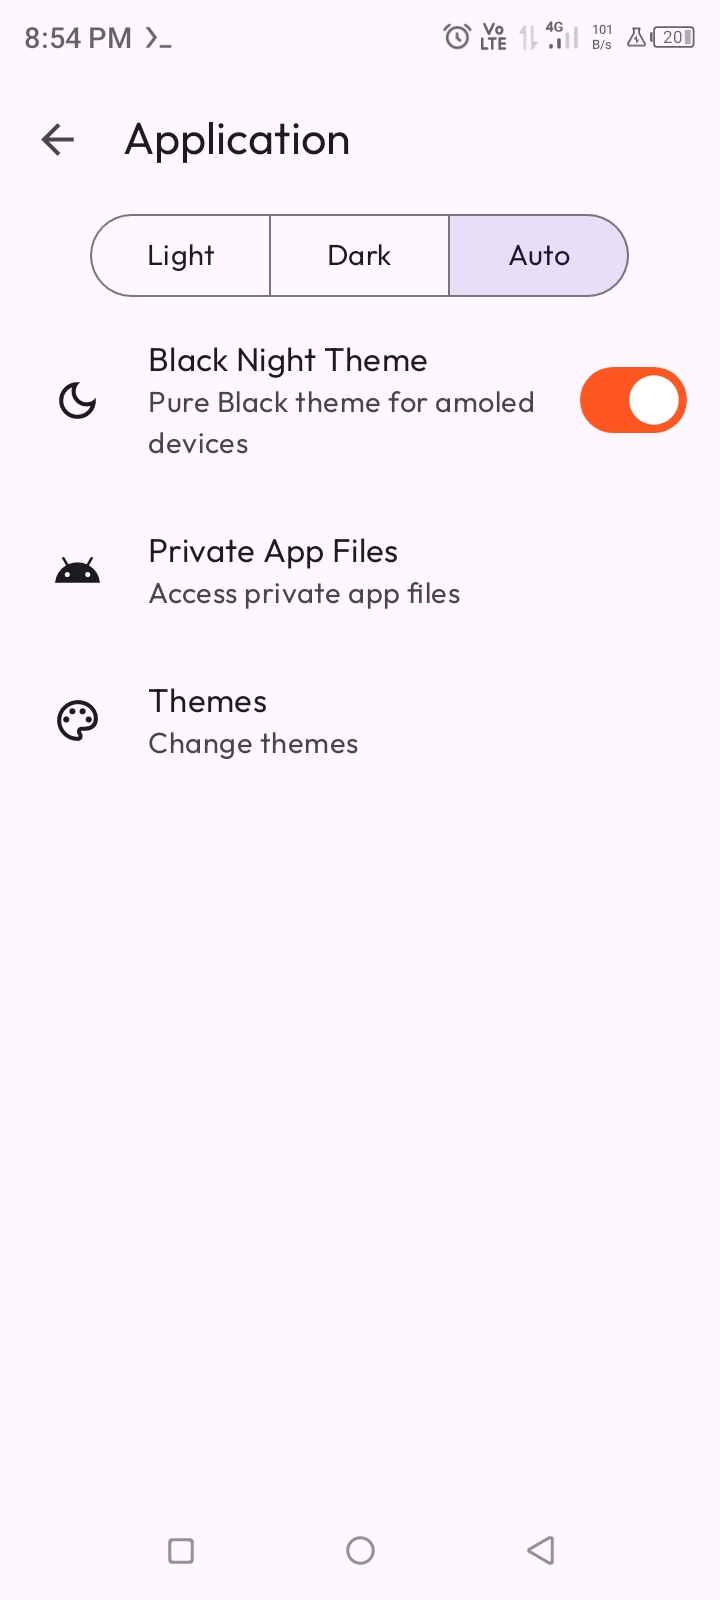 8:54 PM
Vo LTE 4G 101 B/s 20
Application
Light Dark Auto
Black Night Theme
Pure Black theme for amoled
devices
Private App Files
Access private app files
Themes
Change themes